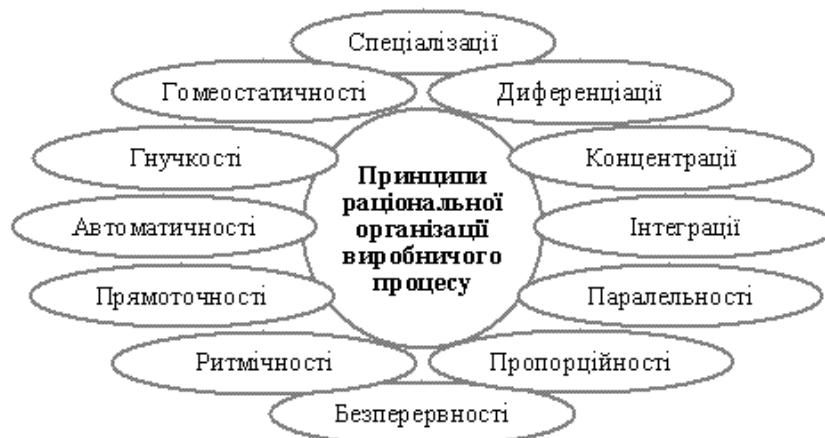 Спеціалізації
Гомеостатичності
Диференціації
Гнучкості
Концентрації
Принципи
раціональної
організації
виробничого
процесу
Автоматичності
Інтеграції
Прямоточності
Паралельності
Ритмічності
Пропорційності
Безперервності